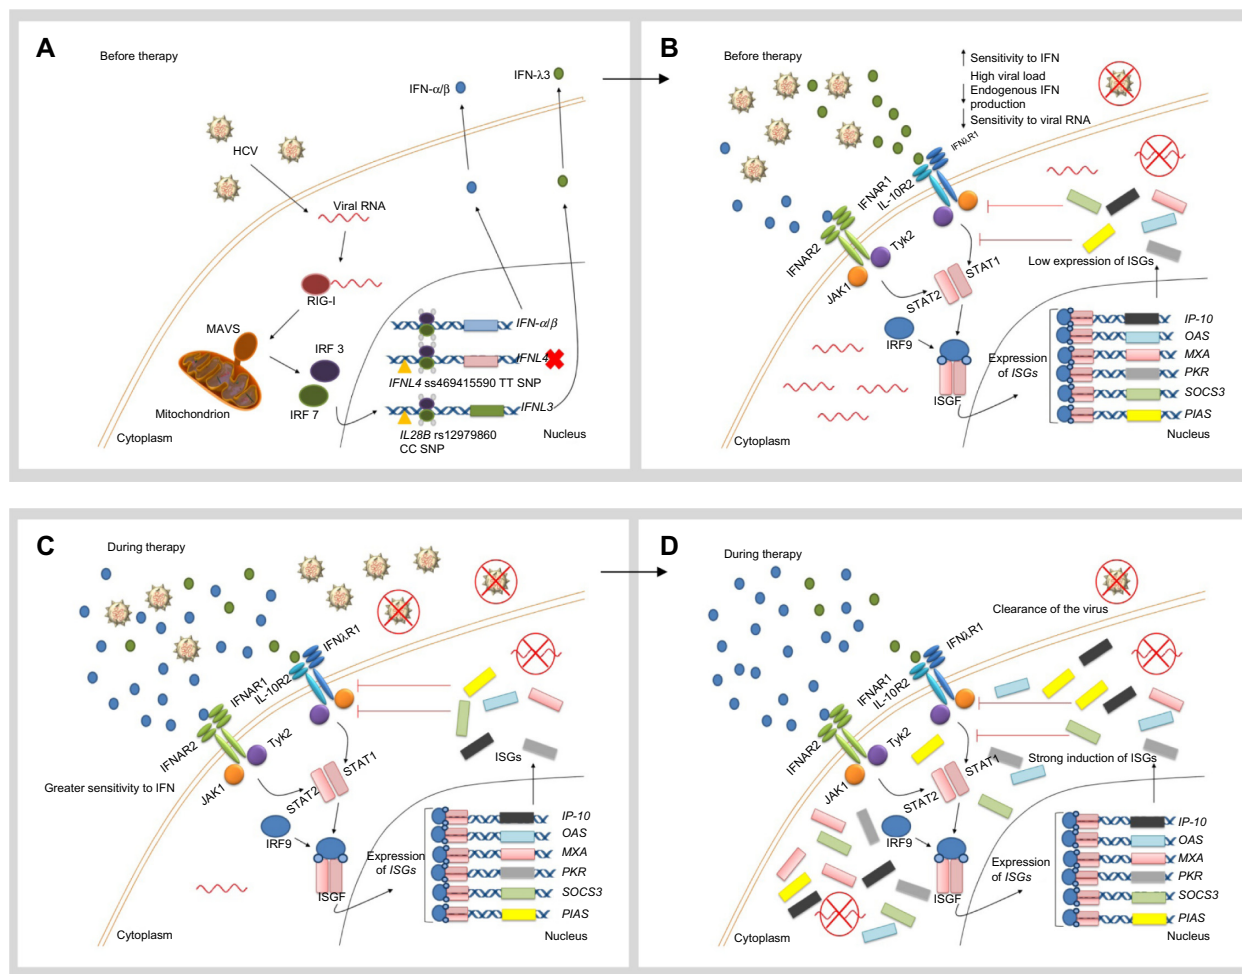 A
Before therapy
IFN-α/β
IFN-λ3
HCV
Viral RNA
RIG-I
MAVS
IRF 3
IRF 7
Mitochondrion
Cytoplasm
IFN-α/β
IFNL4
IFNL4 ss469415590 TT SNP
IFNL3
IL28B rs12979860
CC SNP
Nucleus
B
Before therapy
Sensitivity to IFN
High viral load
Endogenous IFN
production
Sensitivity to viral RNA
IFNλR1
IFNAR1
IL-10R2
IFNAR2
Tyk2
JAK1
STAT1
STAT2
IRF9
ISGF
Low expression of ISGs
Expression
of ISGs
IP-10
OAS
MXA
PKR
SOCS3
PIAS
Nucleus
Cytoplasm
C
During therapy
IFNλR1
IFNAR1
IL-10R2
IFNAR2
Tyk2
JAK1
Greater sensitivity to IFN
STAT1
STAT2
IRF9
ISGF
ISGs
Expression
of ISGs
IP-10
OAS
MXA
PKR
SOCS3
PIAS
Nucleus
Cytoplasm
D
During therapy
Clearance of the virus
IFNλR1
IFNAR1
IL-10R2
IFNAR2
Tyk2
JAK1
STAT1
STAT2
IRF9
ISGF
Strong induction of ISGs
Expression
of ISGs
IP-10
OAS
MXA
PKR
SOCS3
PIAS
Nucleus
Cytoplasm